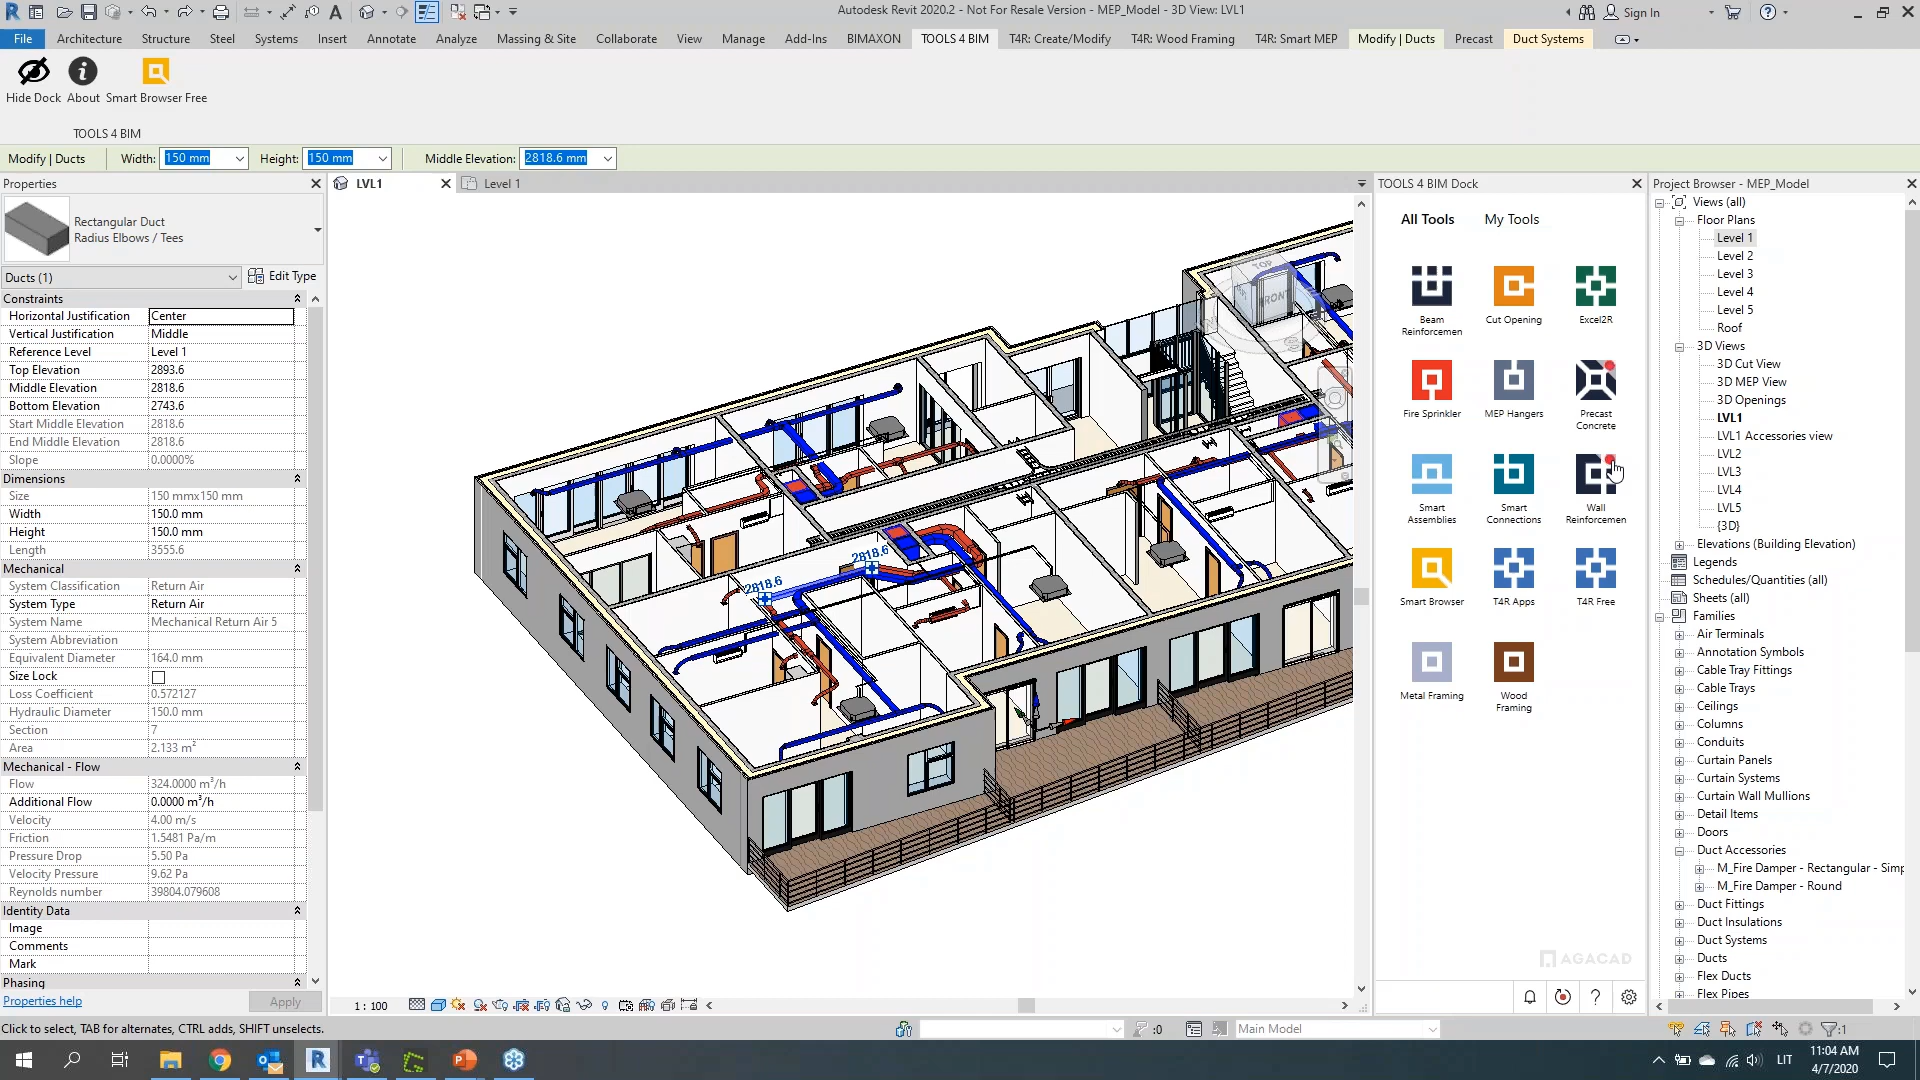 Autodesk Revit 2020.2 - Not For Resale Version - MEP_Model - 3D View: LVL1
Sign In
File Architecture Structure Steel Systems Insert Annotate Analyze Massing & Site Collaborate View Manage Add-Ins BIMAXON TOOLS 4 BIM T4R: Create/Modify T4R: Wood Framing T4R: Smart MEP Modify | Ducts Precast Duct Systems
Hide Dock About Smart Browser Free
TOOLS 4 BIM
Modify | Ducts Width: 150 mm Height: 150 mm Middle Elevation: 2818.6 mm
Properties
Rectangular Duct
Radius Elbows / Tees
Ducts (1) Edit Type
Constraints
Horizontal Justification Center
Vertical Justification Middle
Reference Level Level 1
Top Elevation 2893.6
Middle Elevation 2818.6
Bottom Elevation 2743.6
Start Middle Elevation 2818.6
End Middle Elevation 2818.6
Slope 0.0000%
Dimensions
Size 150 mmx150 mm
Width 150.0 mm
Height 150.0 mm
Length 3555.6
Mechanical
System Classification Return Air
System Type Return Air
System Name Mechanical Return Air 5
System Abbreviation
Equivalent Diameter 164.0 mm
Size Lock
Loss Coefficient 0.572127
Hydraulic Diameter 150.0 mm
Section 7
Area 2.133 m²
Mechanical - Flow
Flow 324.0000 m³/h
Additional Flow 0.0000 m³/h
Velocity 4.00 m/s
Friction 1.5481 Pa/m
Pressure Drop 5.50 Pa
Velocity Pressure 9.62 Pa
Reynolds number 39804.079608
Identity Data
Image
Comments
Mark
Phasing
Properties help Apply
LVL1 Level 1
TOP
FRONT
2818.6
2818.6
1 : 100
TOOLS 4 BIM Dock
All Tools My Tools
Beam Reinforcemen
Cut Opening
Excel2R
Fire Sprinkler
MEP Hangers
Precast Concrete
Smart Assemblies
Smart Connections
Wall Reinforcemen
Smart Browser
T4R Apps
T4R Free
Metal Framing
Wood Framing
AGACAD
Project Browser - MEP_Model
Views (all)
Floor Plans
Level 1
Level 2
Level 3
Level 4
Level 5
Roof
3D Views
3D Cut View
3D MEP View
3D Openings
LVL1
LVL1 Accessories view
LVL2
LVL3
LVL4
LVL5
{3D}
Elevations (Building Elevation)
Legends
Schedules/Quantities (all)
Sheets (all)
Families
Air Terminals
Annotation Symbols
Cable Tray Fittings
Cable Trays
Ceilings
Columns
Conduits
Curtain Panels
Curtain Systems
Curtain Wall Mullions
Detail Items
Doors
Duct Accessories
M_Fire Damper - Rectangular - Simp
M_Fire Damper - Round
Duct Fittings
Duct Insulations
Duct Systems
Ducts
Flex Ducts
Flex Pipes
Click to select, TAB for alternates, CTRL adds, SHIFT unselects.
:0
Main Model
:1
LIT
11:04 AM
4/7/2020